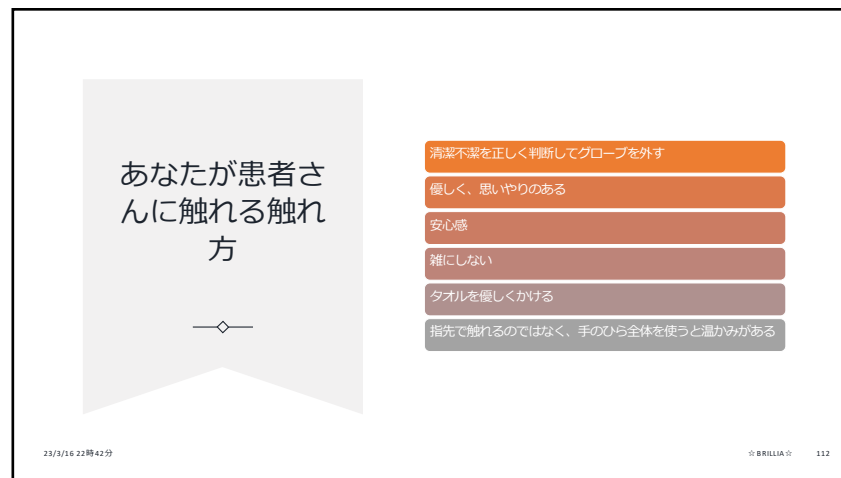 あなたが患者さ
んに触れる触れ
方
清潔不潔を正しく判断してグローブを外す
優しく、思いやりのある
安心感
雑にしない
タオルを優しくかける
指先で触れるのではなく、手のひら全体を使うと温かみがある
23/3/16 22時42分
☆BRILLIA☆
112